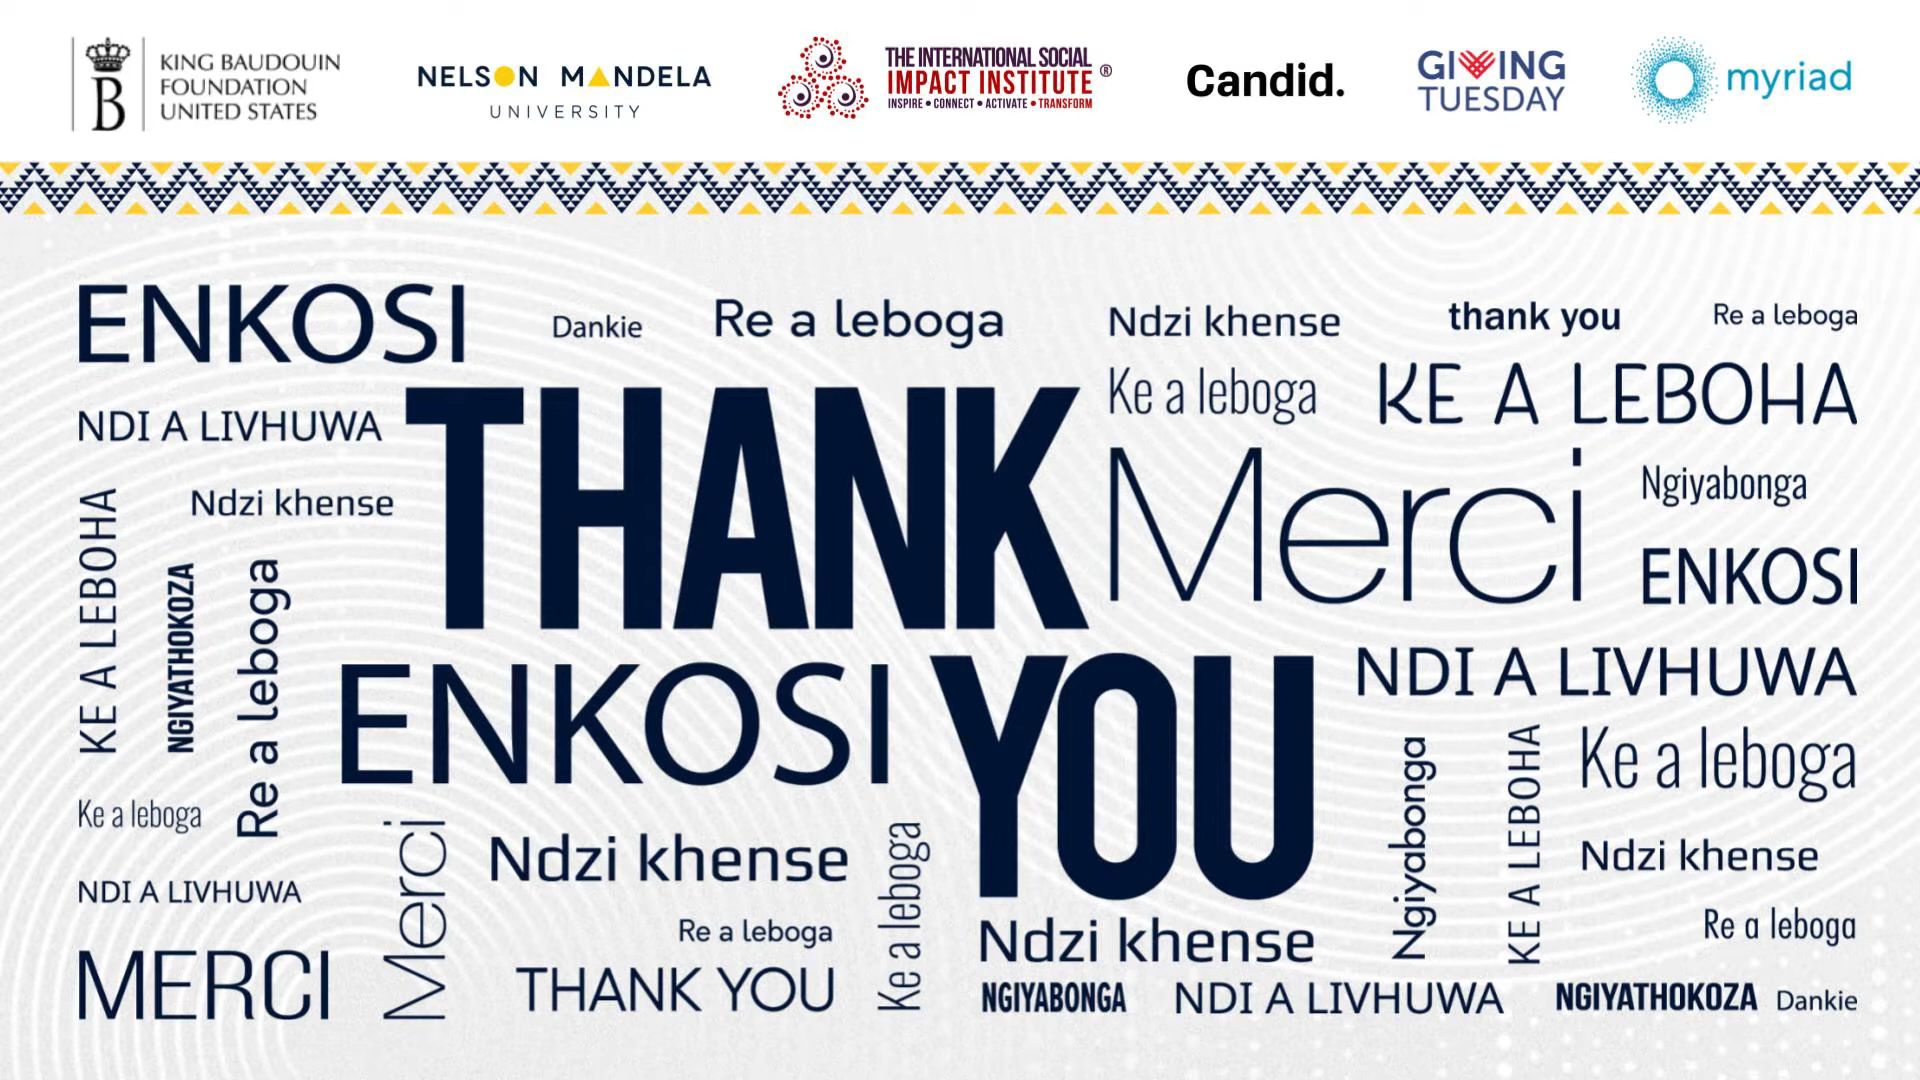 KING BAUDOUIN
FOUNDATION
UNITED STATES
B
NELSON MANDELA
UNIVERSITY
THE INTERNATIONAL SOCIAL
IMPACT INSTITUTE ®
INSPIRE • CONNECT • ACTIVATE • TRANSFORM
Candid.
GIVING
TUESDAY
myriad
ENKOSI
Dankie
Re a leboga
Ndzi khense
thank you
Re a leboga
Ke a leboga
KE A LEBOHA
NDI A LIVHUWA
THANK
Merci
Ngiyabonga
Ndzi khense
ENKOSI
KE A LEBOHA
NGIYATHOKOZA
Re a leboga
ENKOSI
YOU
NDI A LIVHUWA
Ngiyabonga
KE A LEBOHA
Ke a leboga
Ke a leboga
Merci
Ndzi khense
Ke a leboga
Ndzi khense
NDI A LIVHUWA
Re a leboga
Ndzi khense
Re a leboga
MERCI
THANK YOU
NGIYABONGA
NDI A LIVHUWA
NGIYATHOKOZA
Dankie